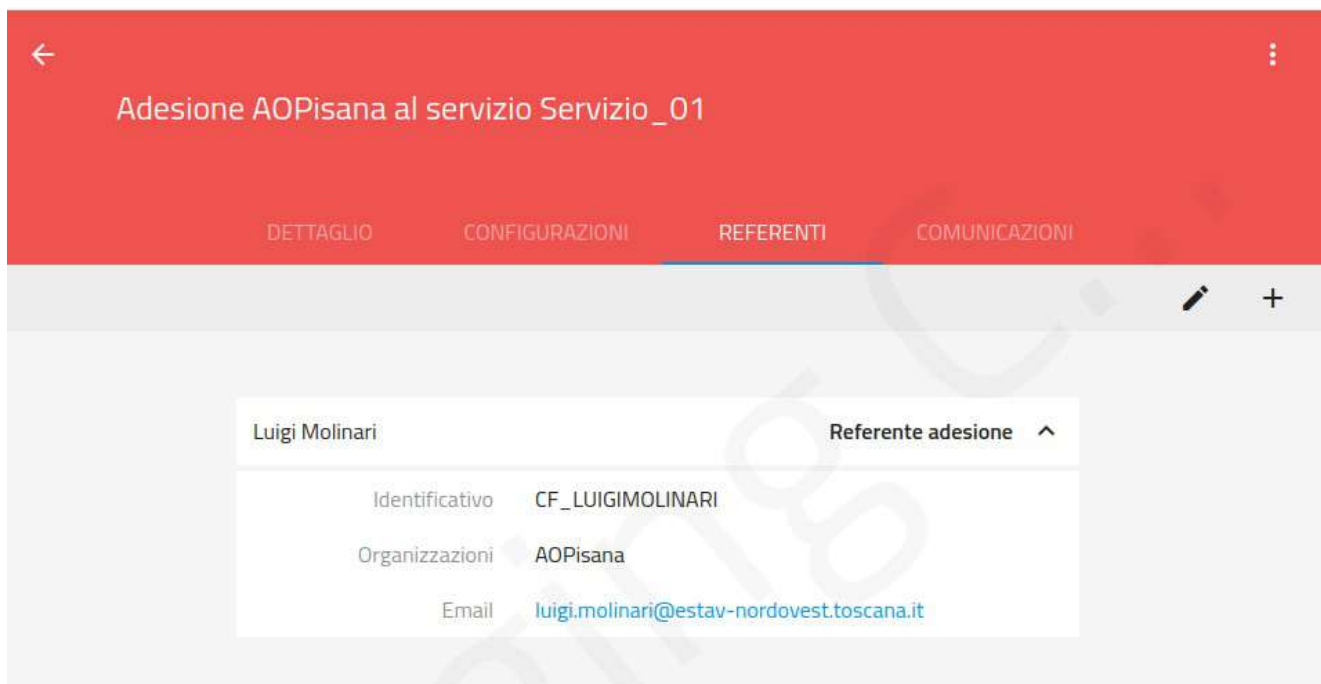 Adesione AOPisana al servizio Servizio_01
DETTAGLIO CONFIGURAZIONI REFERENTI COMUNICAZIONI
Luigi Molinari Referente adesione
Identificativo CF_LUIGIMOLINARI
Organizzazioni AOPisana
Email luigi.molinari@estav-nordovest.toscana.it